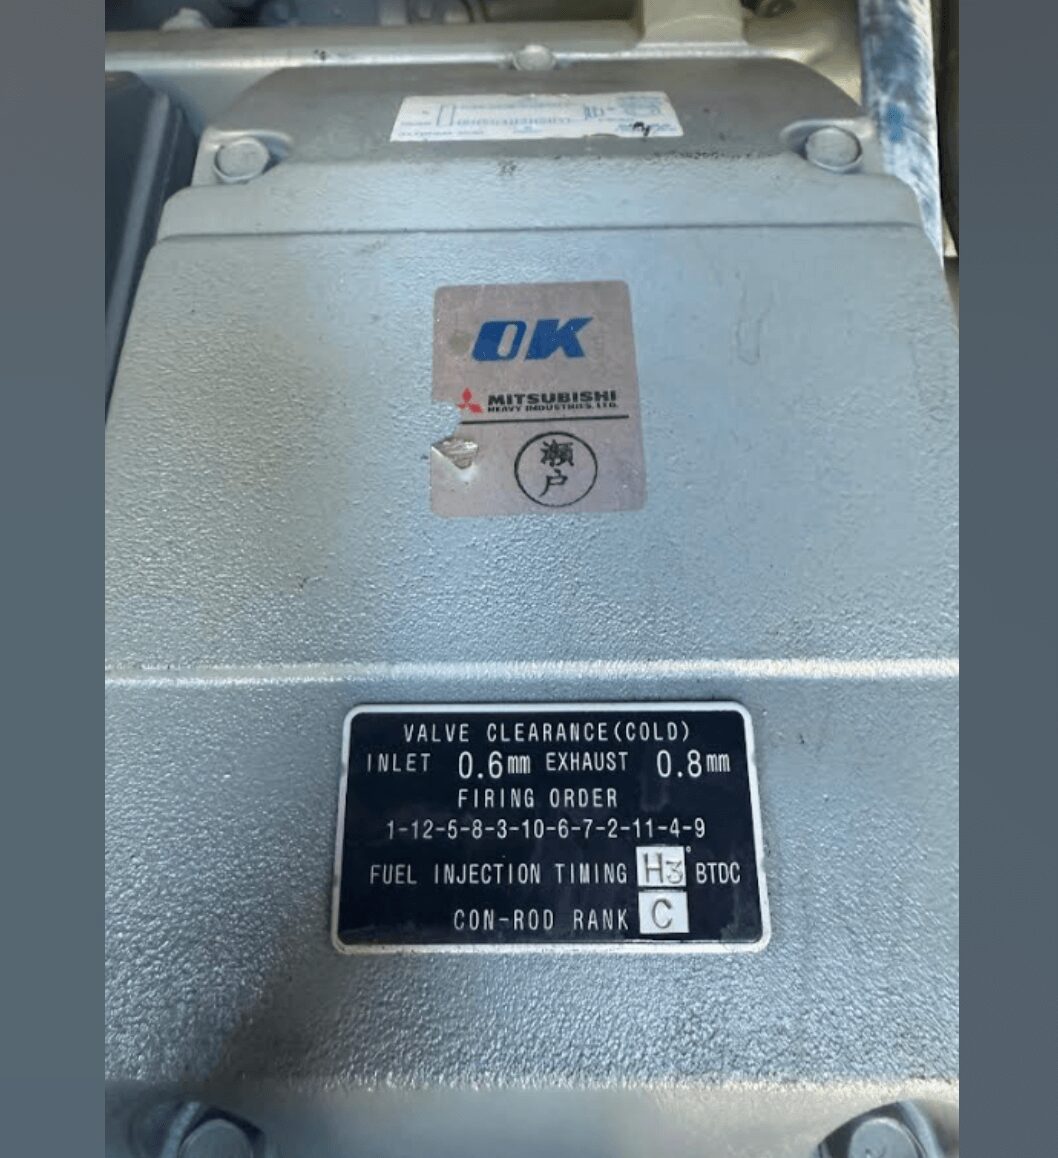 OK
MITSUBISHI
HEAVY INDUSTRIES, LTD.
瀬
戸
VALVE CLEARANCE(COLD)
INLET 0.6mm EXHAUST 0.8mm
FIRING ORDER
1-12-5-8-3-10-6-7-2-11-4-9
FUEL INJECTION TIMING H3° BTDC
CON-ROD RANK C